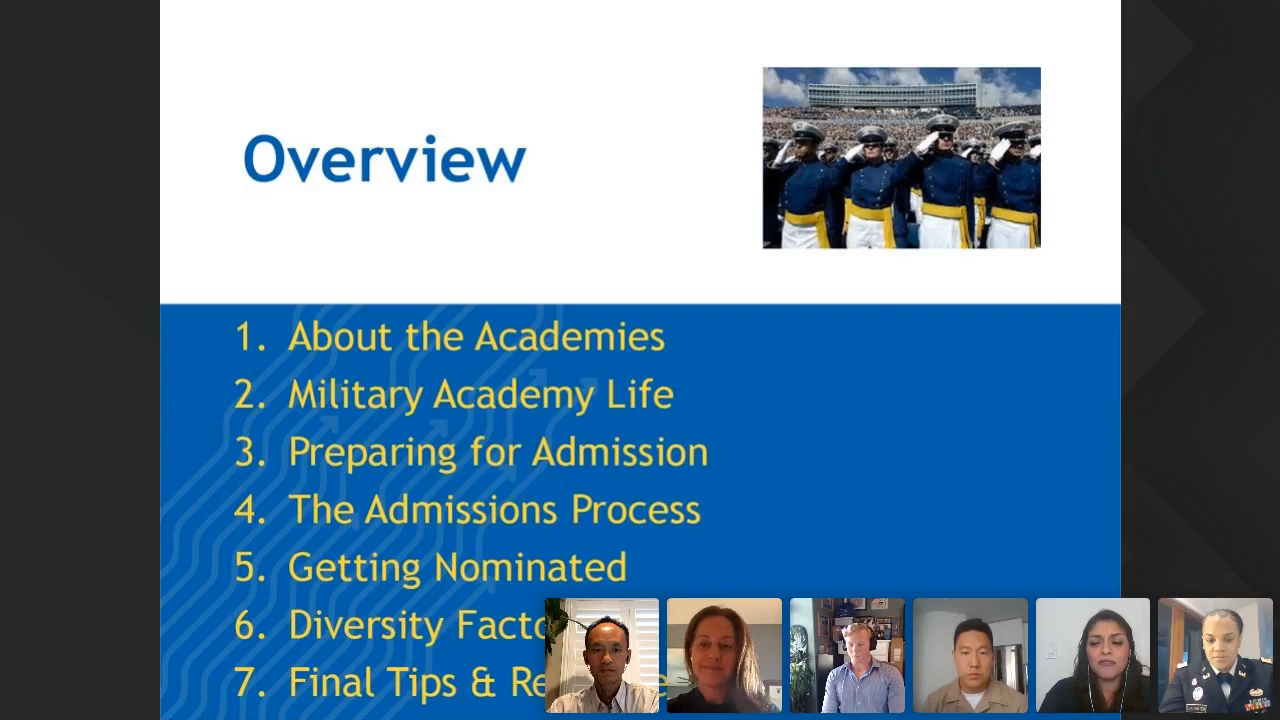 Overview
1. About the Academies
2. Military Academy Life
3. Preparing for Admission
4. The Admissions Process
5. Getting Nominated
6. Diversity
7. Final Tips &